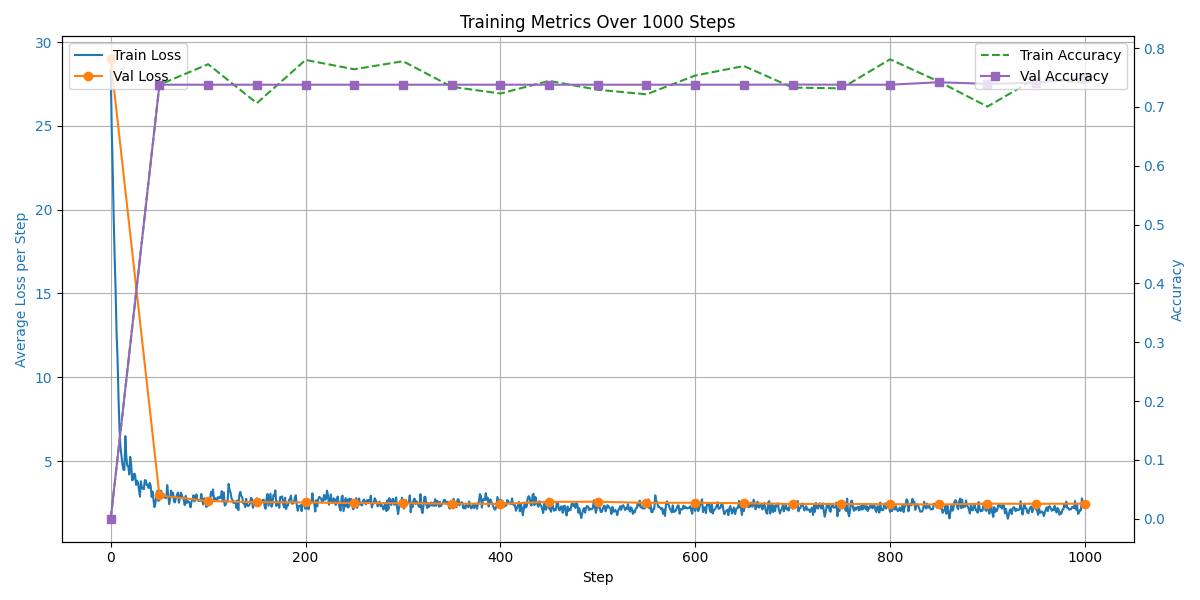 Training Metrics Over 1000 Steps
Train Loss
Val Loss
Train Accuracy
Val Accuracy
Average Loss per Step
30
25
20
15
10
5
0.8
0.7
0.6
0.5
0.4
0.3
0.2
0.1
0.0
Accuracy
0 200 400 600 800 1000
Step